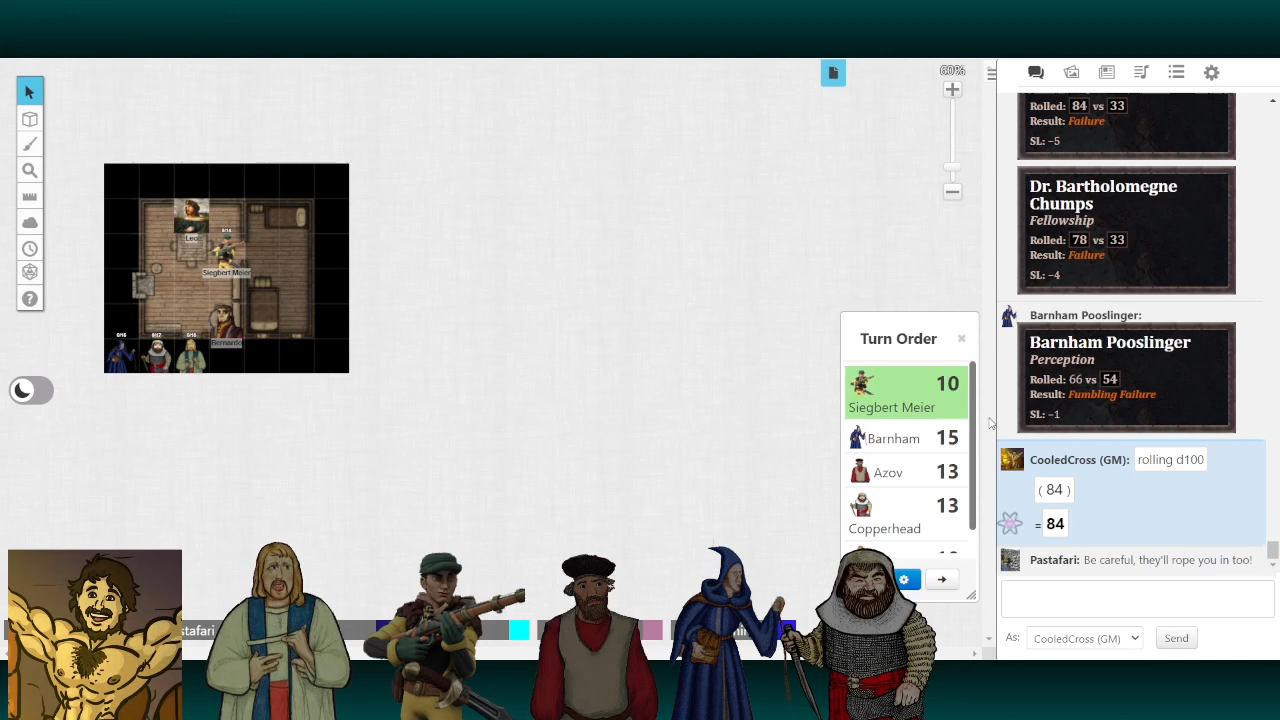 60%
Leo
8/14
Siegbert Meier
Bernardo
Turn Order
×
10
Siegbert Meier
Barnham
15
Azov
13
13
Copperhead
Rolled: 84 vs 33
Result: Failure
SL: −5
Dr. Bartholomegne
Chumps
Fellowship
Rolled: 78 vs 33
Result: Failure
SL: −4
Barnham Pooslinger:
Barnham Pooslinger
Perception
Rolled: 66 vs 54
Result: Fumbling Failure
SL: −1
CooledCross (GM): rolling d100
( 84 )
= 84
Pastafari: Be careful, they'll rope you in too!
As: CooledCross (GM)
Send
stafari